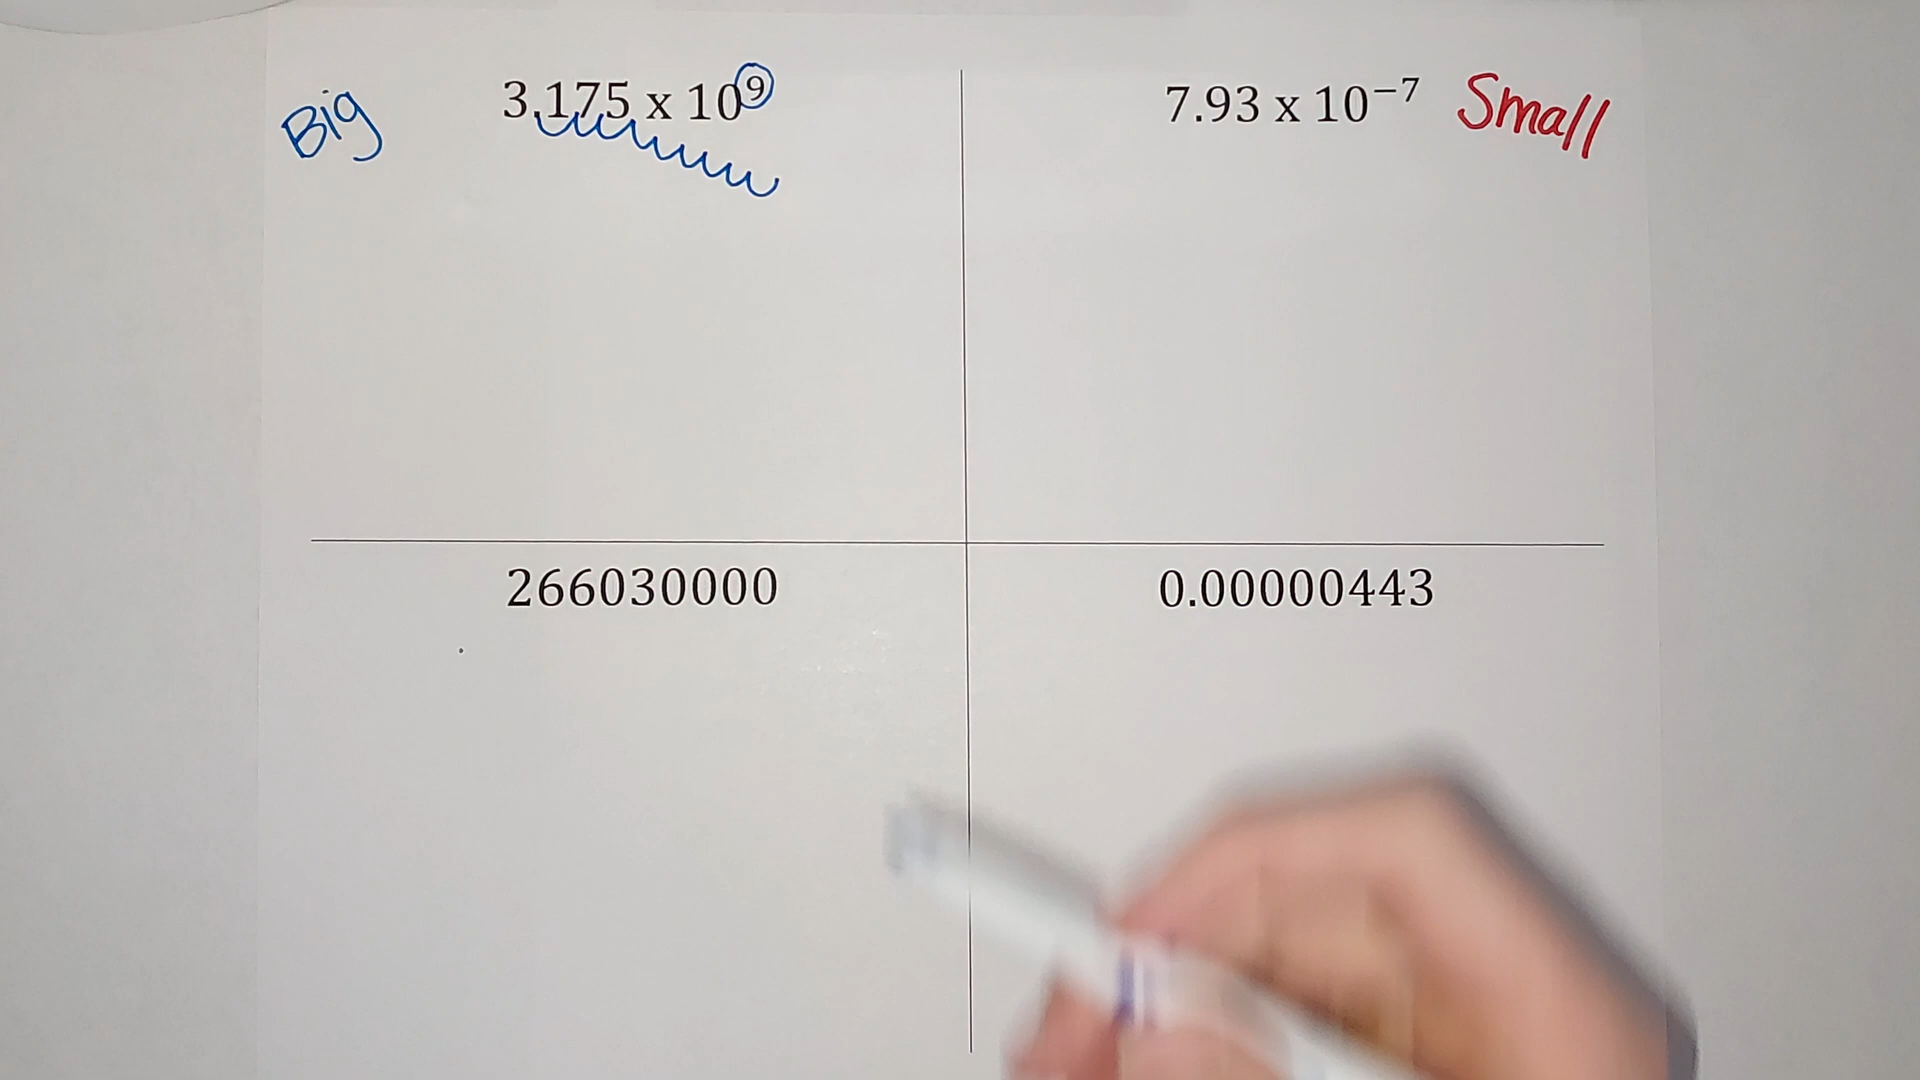 Big
3.175 x 10⁹
7.93 x 10⁻⁷
Small
266030000
0.00000443